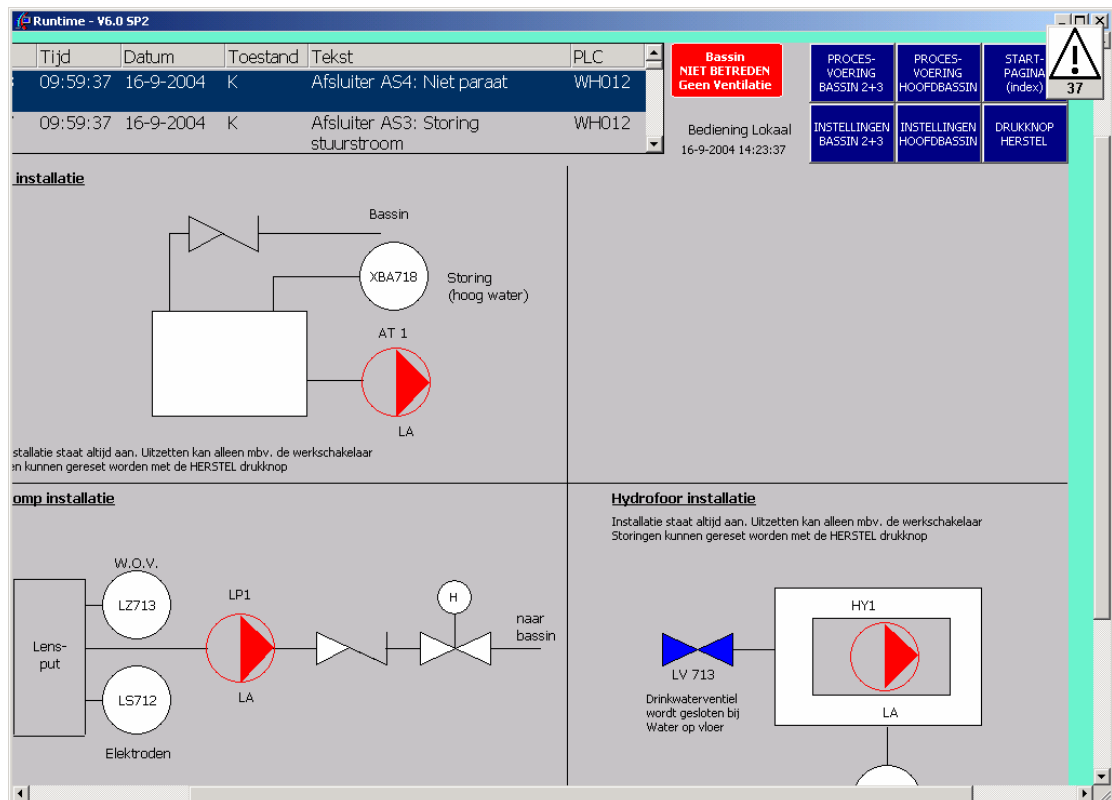 Runtime - V6.0 SP2
Tijd Datum Toestand Tekst PLC
09:59:37 16-9-2004 K Afsluiter AS4: Niet paraat WH012
09:59:37 16-9-2004 K Afsluiter AS3: Storing WH012
stuurstroom
Bassin
NIET BETREDEN
Geen Ventilatie
Bediening Lokaal
16-9-2004 14:23:37
PROCES-
VOERING
BASSIN 2+3
PROCES-
VOERING
HOOFDBASSIN
START-
PAGINA
(index)
37
INSTELLINGEN
BASSIN 2+3
INSTELLINGEN
HOOFDBASSIN
DRUKKNOP
HERSTEL
installatie
Bassin
XBA718
Storing
(hoog water)
AT 1
LA
stallatie staat altijd aan. Uitzetten kan alleen mbv. de werkschakelaar
en kunnen gereset worden met de HERSTEL drukknop
omp installatie
W.O.V.
LZ713
LP1
H
naar
bassin
Lens-
put
LS712
LA
Elektroden
Hydrofoor installatie
Installatie staat altijd aan. Uitzetten kan alleen mbv. de werkschakelaar
Storingen kunnen gereset worden met de HERSTEL drukknop
HY1
LV 713
LA
Drinkwaterventiel
wordt gesloten bij
Water op vloer